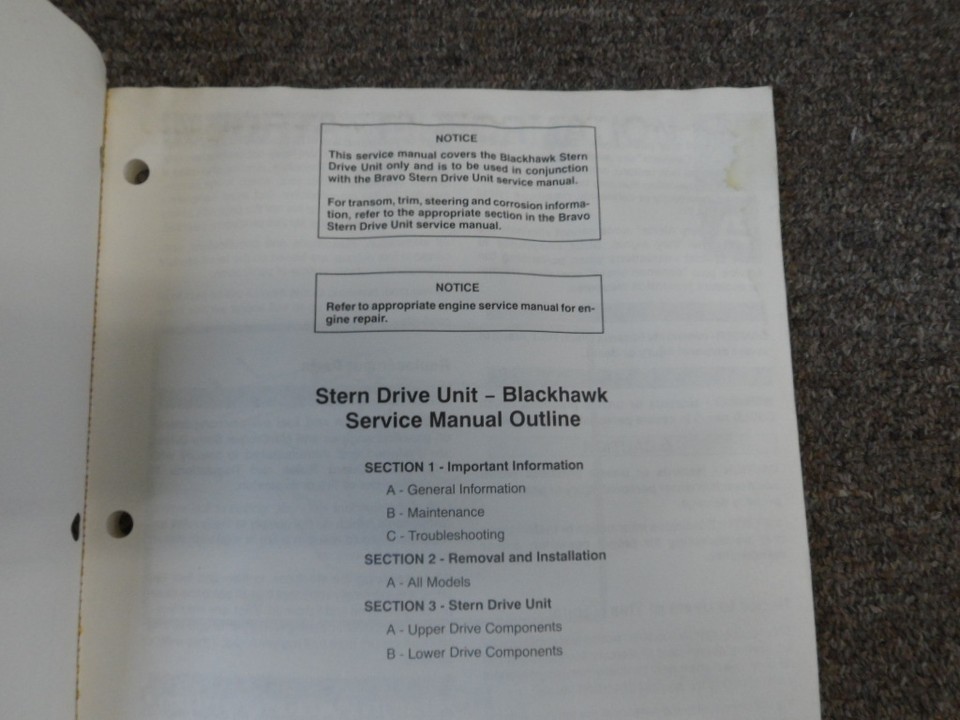 NOTICE
This service manual covers the Blackhawk Stern
Drive Unit only and is to be used in conjunction
with the Bravo Stern Drive Unit service manual.
For transom, trim, steering and corrosion informa-
tion, refer to the appropriate section in the Bravo
Stern Drive Unit service manual.
NOTICE
Refer to appropriate engine service manual for en-
gine repair.
Stern Drive Unit – Blackhawk
Service Manual Outline
SECTION 1 - Important Information
A - General Information
B - Maintenance
C - Troubleshooting
SECTION 2 - Removal and Installation
A - All Models
SECTION 3 - Stern Drive Unit
A - Upper Drive Components
B - Lower Drive Components